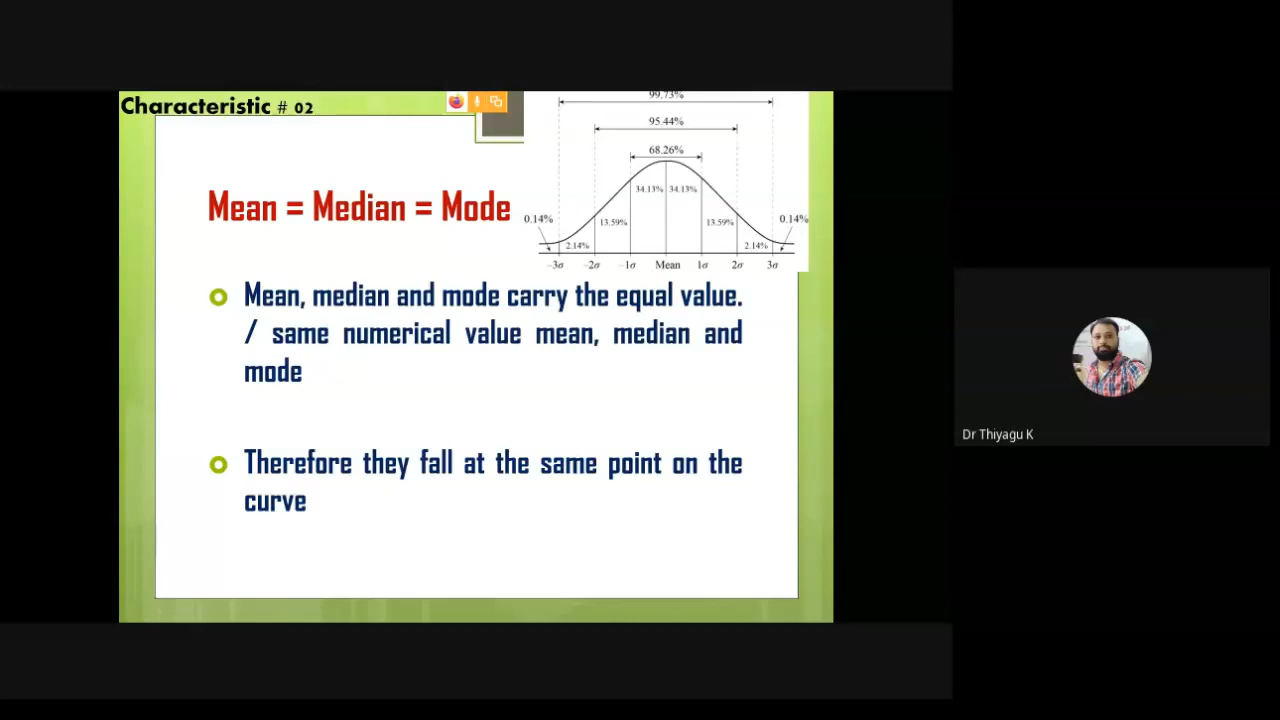 Characteristic # 02
99.73%
95.44%
68.26%
34.13% 34.13%
0.14% 13.59% 13.59% 0.14%
2.14% 2.14%
−3σ −2σ −1σ Mean 1σ 2σ 3σ
Mean = Median = Mode
Mean, median and mode carry the equal value.
/ same numerical value mean, median and
mode
Therefore they fall at the same point on the
curve
Dr Thiyagu K